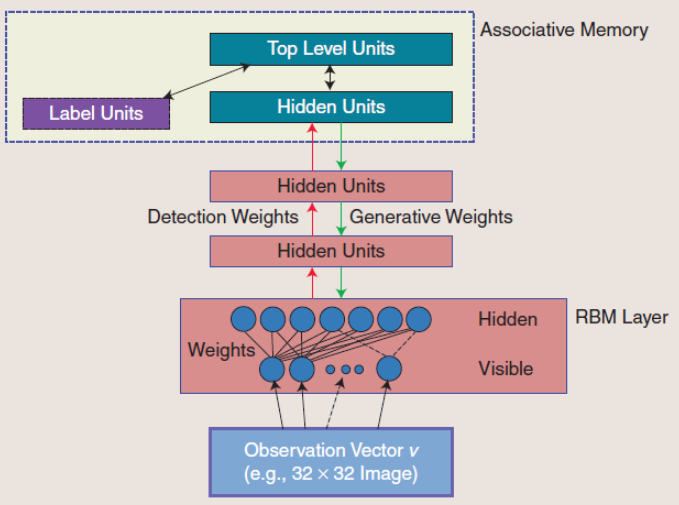 Associative Memory
Top Level Units
Label Units
Hidden Units
Hidden Units
Detection Weights
Generative Weights
Hidden Units
Hidden
RBM Layer
Weights
Visible
Observation Vector v
(e.g., 32 × 32 Image)